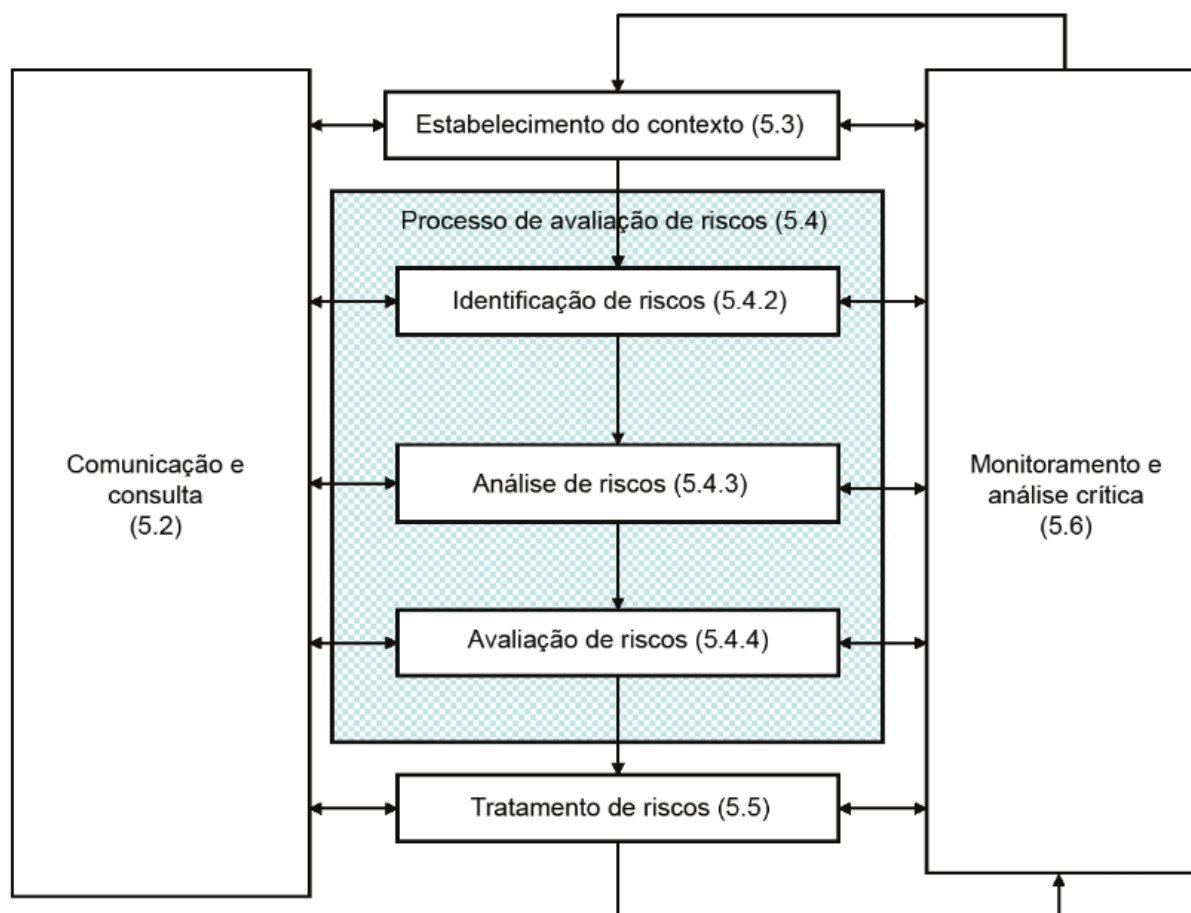 Estabelecimento do contexto (5.3)
Processo de avaliação de riscos (5.4)
Identificação de riscos (5.4.2)
Comunicação e
consulta
(5.2)
Análise de riscos (5.4.3)
Monitoramento e
análise crítica
(5.6)
Avaliação de riscos (5.4.4)
Tratamento de riscos (5.5)